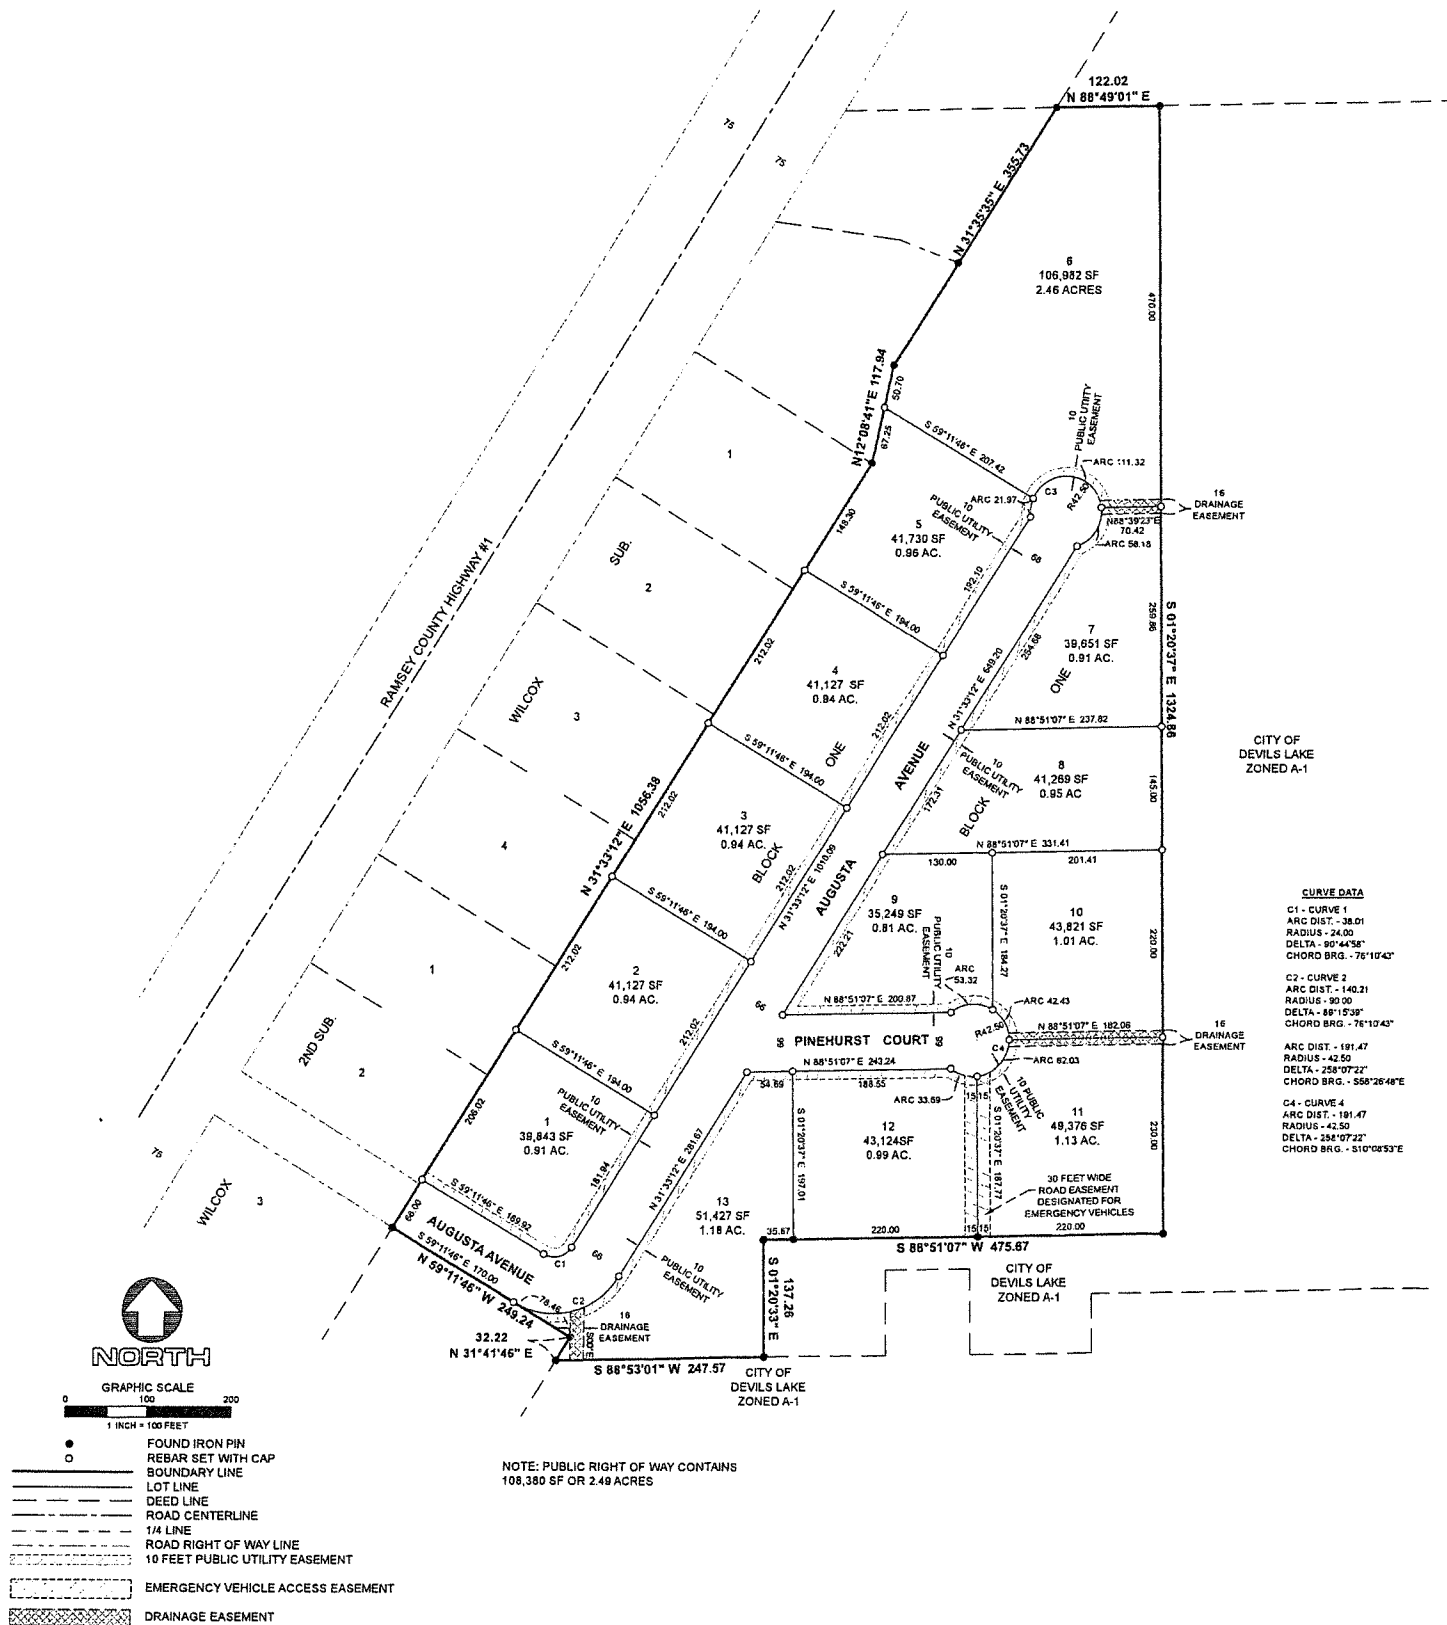 122.02
N 88°49'01" E
75
75
N 31°35'35" E 355.73
6
106,982 SF
2.46 ACRES
470.00
N12°08'41"E 117.94
50.70
67.25
10
PUBLIC UTILITY
EASEMENT
ARC 111.32
S 59°11'46" E 207.42
1
ARC 21.97
C3
R42.50
10
PUBLIC UTILITY
EASEMENT
16
DRAINAGE
EASEMENT
N88°39'23"E
70.42
ARC 58.18
5
41,730 SF
0.96 AC.
148.30
66
192.10
SUB.
RAMSEY COUNTY HIGHWAY #1
2
S 59°11'46" E 194.00
7
39,651 SF
0.91 AC.
259.86
S 01°20'37" E 1324.86
254.68
N 31°33'12" E 649.20
ONE
4
41,127 SF
0.94 AC.
212.02
WILCOX
3
212.02
N 88°51'07" E 237.82
S 59°11'46" E 194.00
ONE
AVENUE
10
PUBLIC UTILITY
EASEMENT
8
41,269 SF
0.95 AC
145.00
CITY OF
DEVILS LAKE
ZONED A-1
172.31
BLOCK
N 31°33'12" E 1056.38
212.02
3
41,127 SF
0.94 AC.
4
BLOCK
212.02
N 31°33'12" E 1010.09
AUGUSTA
N 88°51'07" E 331.41
130.00
201.41
S 59°11'46" E 194.00
9
35,249 SF
0.81 AC.
10
PUBLIC UTILITY
EASEMENT
S 01°20'37" E 184.27
10
43,821 SF
1.01 AC.
220.00
222.21
CURVE DATA
C1 - CURVE 1
ARC DIST. - 38.01
RADIUS - 24.00
DELTA - 90°44'58"
CHORD BRG. - 76°10'43"
C2 - CURVE 2
ARC DIST. - 140.21
RADIUS - 90.00
DELTA - 89°15'39"
CHORD BRG. - 76°10'43"
ARC DIST. - 191.47
RADIUS - 42.50
DELTA - 258°07'22"
CHORD BRG. - S58°26'48"E
C4 - CURVE 4
ARC DIST. - 191.47
RADIUS - 42.50
DELTA - 258°07'22"
CHORD BRG. - S10°08'53"E
1
212.02
2
41,127 SF
0.94 AC.
212.02
ARC
53.32
N 88°51'07" E 200.87
ARC 42.43
66
R42.50
N 88°51'07" E 182.06
16
DRAINAGE
EASEMENT
2ND SUB.
66
PINEHURST COURT
66
C4
N 88°51'07" E 243.24
ARC 62.03
2
S 59°11'46" E 194.00
54.69
188.55
ARC 33.69
10 PUBLIC
UTILITY
EASEMENT
10
PUBLIC UTILITY
EASEMENT
206.02
1
39,843 SF
0.91 AC.
181.94
N 31°33'12" E 281.67
S 01°20'37" E 197.01
12
43,124SF
0.99 AC.
15
15
S 01°20'37" E 187.77
11
49,376 SF
1.13 AC.
230.00
75
WILCOX
3
66.00
S 59°11'46" E 169.92
13
51,427 SF
1.18 AC.
30 FEET WIDE
ROAD EASEMENT
DESIGNATED FOR
EMERGENCY VEHICLES
35.67
220.00
15
15
220.00
S 88°51'07" W 475.67
AUGUSTA AVENUE
S 59°11'46" E 170.00
N 59°11'46" W 249.24
C1
66
10
PUBLIC UTILITY
EASEMENT
S 01°20'33" E
137.26
CITY OF
DEVILS LAKE
ZONED A-1
78.46
C2
16
DRAINAGE
EASEMENT
32.22
N 31°41'46" E
S00°E
S 88°53'01" W 247.57
CITY OF
DEVILS LAKE
ZONED A-1
NORTH
GRAPHIC SCALE
0 100 200
1 INCH = 100 FEET
FOUND IRON PIN
REBAR SET WITH CAP
BOUNDARY LINE
LOT LINE
DEED LINE
ROAD CENTERLINE
1/4 LINE
ROAD RIGHT OF WAY LINE
10 FEET PUBLIC UTILITY EASEMENT
EMERGENCY VEHICLE ACCESS EASEMENT
DRAINAGE EASEMENT
NOTE: PUBLIC RIGHT OF WAY CONTAINS
108,380 SF OR 2.49 ACRES